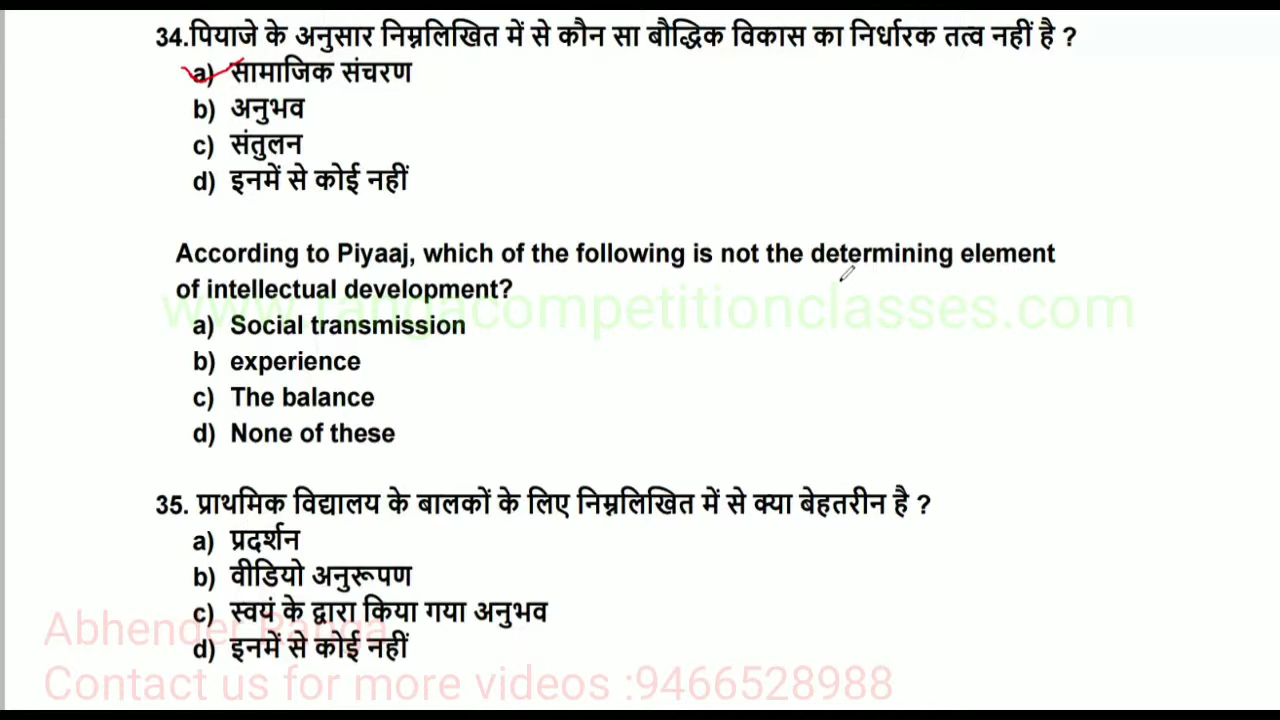 34.पियाजे के अनुसार निम्नलिखित में से कौन सा बौद्धिक विकास का निर्धारक तत्व नहीं है ?
a) सामाजिक संचरण
b) अनुभव
c) संतुलन
d) इनमें से कोई नहीं
According to Piyaaj, which of the following is not the determining element
of intellectual development?
www.rangacompetitionclasses.com
a) Social transmission
b) experience
c) The balance
d) None of these
35. प्राथमिक विद्यालय के बालकों के लिए निम्नलिखित में से क्या बेहतरीन है ?
a) प्रदर्शन
b) वीडियो अनुरूपण
c) स्वयं के द्वारा किया गया अनुभव
Abhender Ranga
d) इनमें से कोई नहीं
Contact us for more videos :9466528988